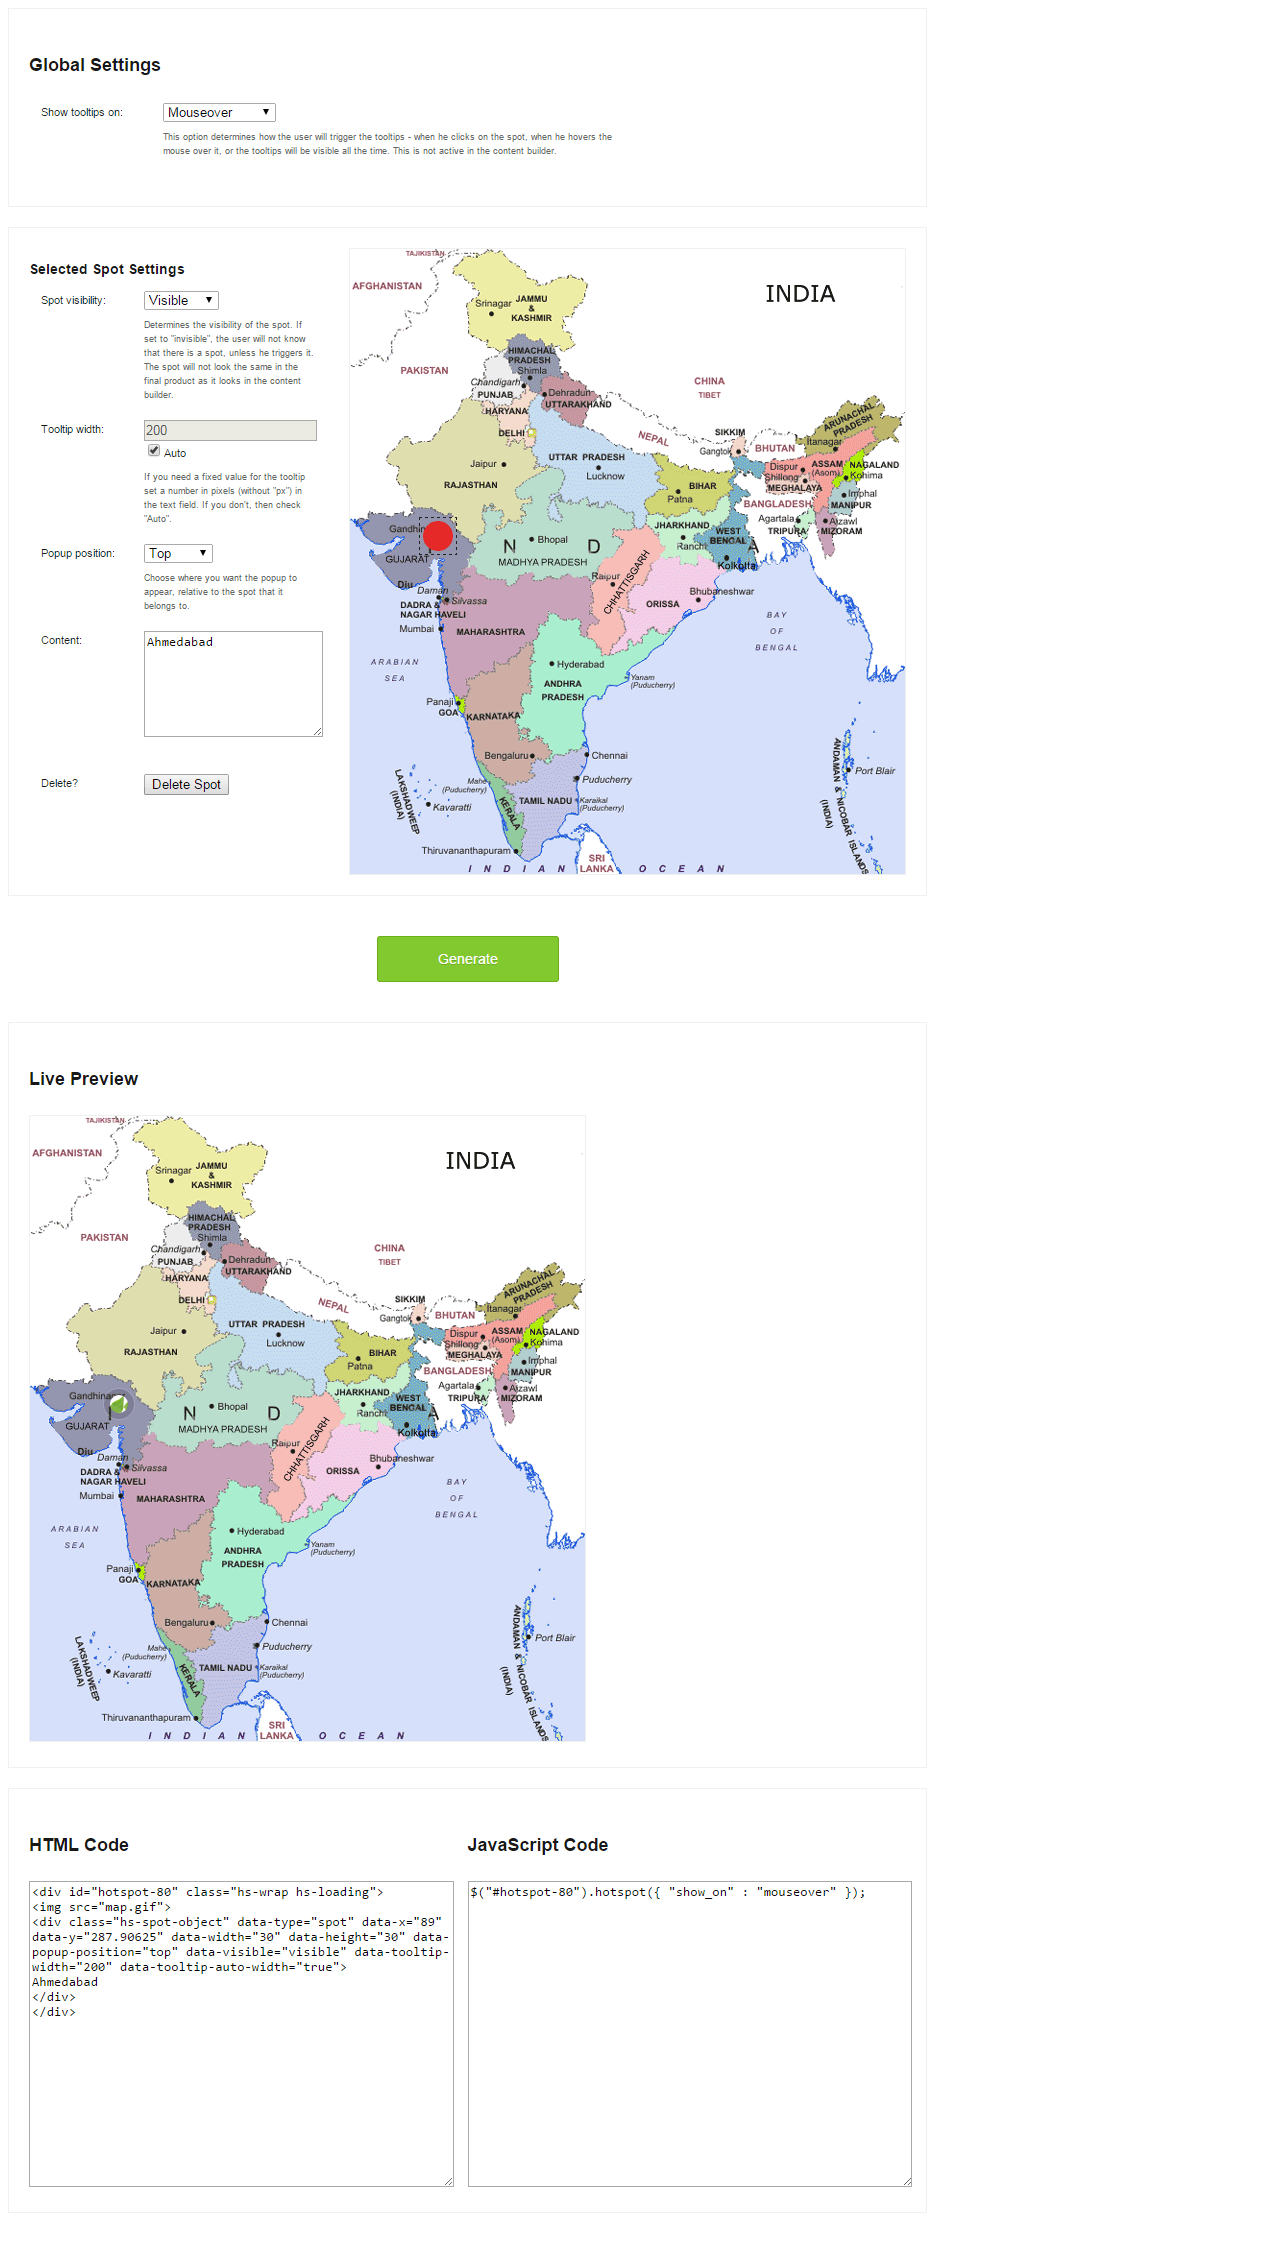 Global Settings
Show tooltips on:
Mouseover
This option determines how the user will trigger the tooltips - when he clicks on the spot, when he hovers the
mouse over it, or the tooltips will be visible all the time. This is not active in the content builder.
Selected Spot Settings
Spot visibility:
Visible
Determines the visibility of the spot. If
set to "invisible", the user will not know
that there is a spot, unless he triggers it.
The spot will not look the same in the
final product as it looks in the content
builder.
Tooltip width:
200
Auto
If you need a fixed value for the tooltip
set a number in pixels (without "px") in
the text field. If you don't, then check
"Auto".
Popup position:
Top
Choose where you want the popup to
appear, relative to the spot that it
belongs to.
Content:
Ahmedabad
Delete?
Delete Spot
TAJIKISTAN
AFGHANISTAN
INDIA
Srinagar
JAMMU
&
KASHMIR
HIMACHAL
PRADESH
Shimla
PAKISTAN
Chandigarh
PUNJAB
Dehradun
UTTARAKHAND
CHINA
TIBET
HARYANA
DELHI
NEPAL
SIKKIM
Gangtok
BHUTAN
ARUNACHAL
PRADESH
Itanagar
Jaipur
RAJASTHAN
UTTAR PRADESH
Lucknow
BIHAR
Patna
Dispur
Shillong
MEGHALAYA
ASSAM
(Asom)
NAGALAND
Kohima
Imphal
MANIPUR
BANGLADESH
Agartala
TRIPURA
Aizawl
MIZORAM
Gandhin
GUJARAT
N
D
A
Bhopal
MADHYA PRADESH
JHARKHAND
Ranchi
WEST
BENGAL
Kolkotta
Raipur
CHHATTISGARH
ORISSA
Bhubaneshwar
Diu
Daman
Silvassa
DADRA &
NAGAR HAVELI
Mumbai
MAHARASHTRA
BAY
OF
BENGAL
ARABIAN
SEA
Hyderabad
ANDHRA
PRADESH
Yanam
(Puducherry)
Panaji
GOA
KARNATAKA
Bengaluru
Chennai
Mahe
(Puducherry)
Puducherry
LAKSHADWEEP
(INDIA)
Kavaratti
KERALA
TAMIL NADU
Karaikal
(Puducherry)
Thiruvananthapuram
SRI
LANKA
INDIAN OCEAN
Port Blair
ANDAMAN & NICOBAR ISLANDS
(INDIA)
Generate
Live Preview
TAJIKISTAN
AFGHANISTAN
INDIA
Srinagar
JAMMU
&
KASHMIR
HIMACHAL
PRADESH
Shimla
PAKISTAN
Chandigarh
PUNJAB
Dehradun
UTTARAKHAND
CHINA
TIBET
HARYANA
DELHI
NEPAL
SIKKIM
Gangtok
BHUTAN
ARUNACHAL
PRADESH
Itanagar
Jaipur
RAJASTHAN
UTTAR PRADESH
Lucknow
BIHAR
Patna
Dispur
Shillong
MEGHALAYA
ASSAM
(Asom)
NAGALAND
Kohima
Imphal
MANIPUR
BANGLADESH
Agartala
TRIPURA
Aizawl
MIZORAM
Gandhina
GUJARAT
I
N
D
A
Bhopal
MADHYA PRADESH
JHARKHAND
Ranchi
WEST
BENGAL
Kolkotta
Raipur
CHHATTISGARH
ORISSA
Bhubaneshwar
Diu
Daman
Silvassa
DADRA &
NAGAR HAVELI
Mumbai
MAHARASHTRA
BAY
OF
BENGAL
ARABIAN
SEA
Hyderabad
ANDHRA
PRADESH
Yanam
(Puducherry)
Panaji
GOA
KARNATAKA
Bengaluru
Chennai
Mahe
(Puducherry)
Puducherry
LAKSHADWEEP
(INDIA)
Kavaratti
KERALA
TAMIL NADU
Karaikal
(Puducherry)
Thiruvananthapuram
SRI
LANKA
INDIAN OCEAN
Port Blair
ANDAMAN & NICOBAR ISLANDS
(INDIA)
HTML Code
<div id="hotspot-80" class="hs-wrap hs-loading">
<img src="map.gif">
<div class="hs-spot-object" data-type="spot" data-x="89"
data-y="287.90625" data-width="30" data-height="30" data-
popup-position="top" data-visible="visible" data-tooltip-
width="200" data-tooltip-auto-width="true">
Ahmedabad
</div>
</div>
JavaScript Code
$("#hotspot-80").hotspot({ "show_on" : "mouseover" });